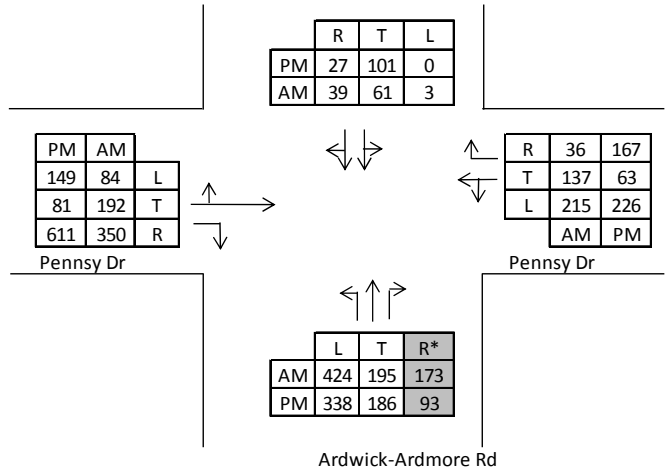 R T L
PM 27 101 0
AM 39 61 3
PM AM
149 84 L
81 192 T
611 350 R
Pennsy Dr
R 36 167
T 137 63
L 215 226
AM PM
Pennsy Dr
L T R*
AM 424 195 173
PM 338 186 93
Ardwick-Ardmore Rd